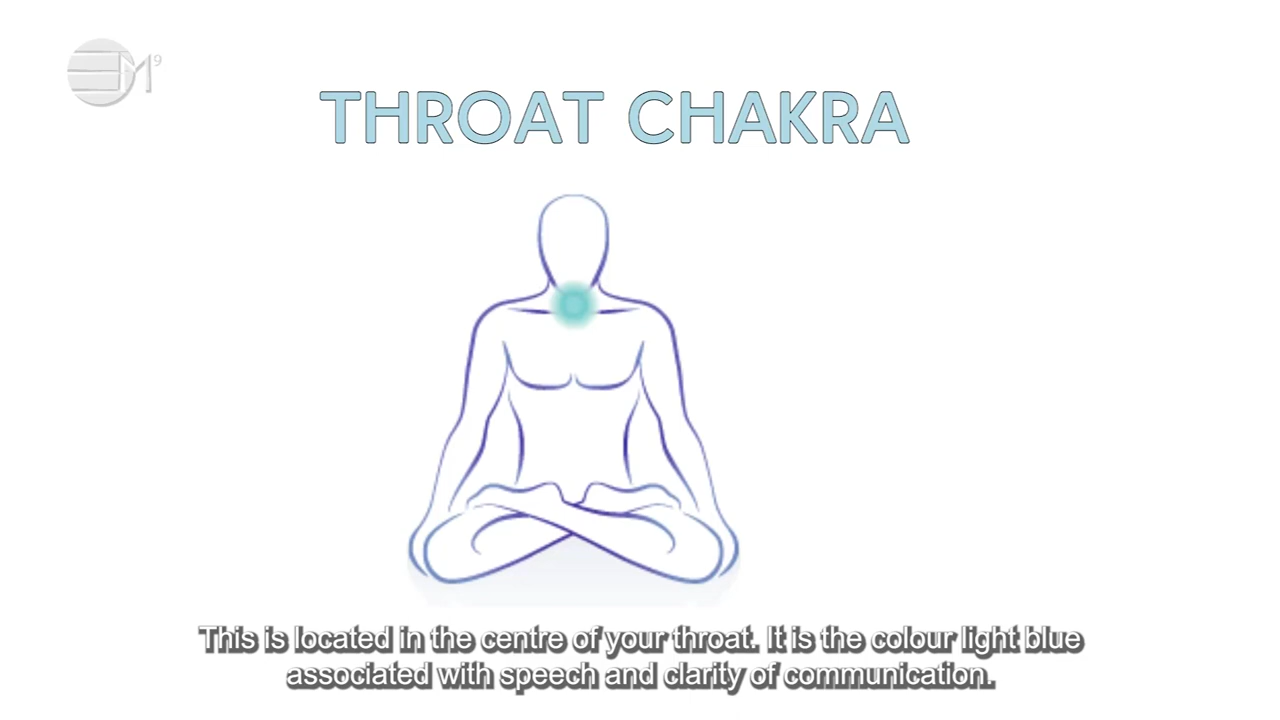 EM9
THROAT CHAKRA
This is located in the centre of your throat. It is the colour light blue
associated with speech and clarity of communication.